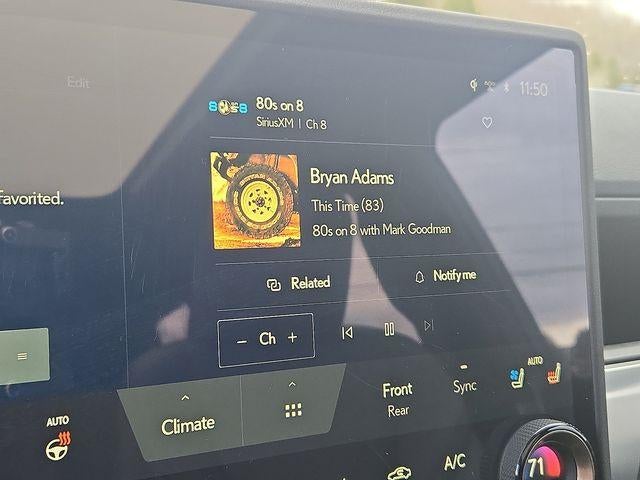 Edit
11:50
80s on 8
SiriusXM | Ch 8
Bryan Adams
favorited.
This Time (83)
80s on 8 with Mark Goodman
Related
Notify me
– Ch +
AUTO
Front
Sync
Rear
AUTO
Climate
A/C
71